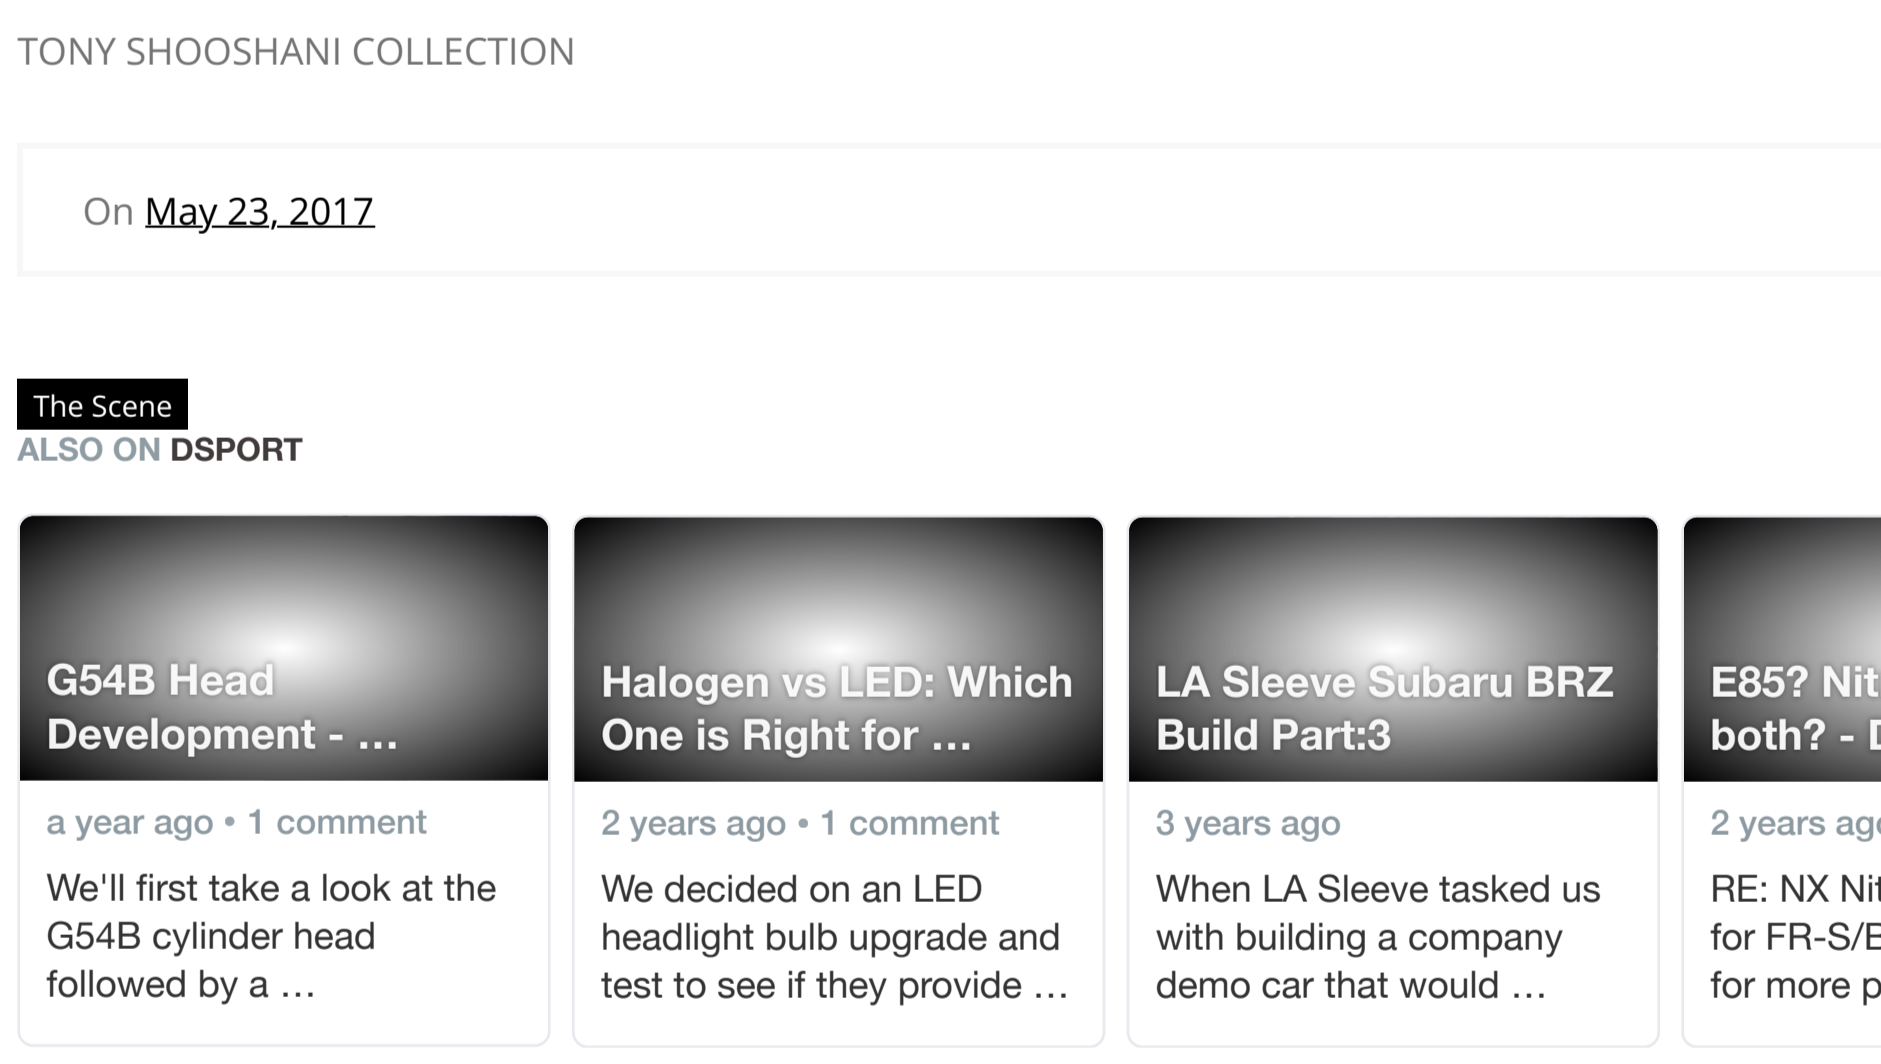 TONY SHOOSHANI COLLECTION
On May 23, 2017
The Scene
ALSO ON DSPORT
G54B Head
Development - ...
a year ago • 1 comment
We'll first take a look at the
G54B cylinder head
followed by a ...
Halogen vs LED: Which
One is Right for ...
2 years ago • 1 comment
We decided on an LED
headlight bulb upgrade and
test to see if they provide ...
LA Sleeve Subaru BRZ
Build Part:3
3 years ago
When LA Sleeve tasked us
with building a company
demo car that would ...
E85?
both? -
2 years
RE: NX
for
for more